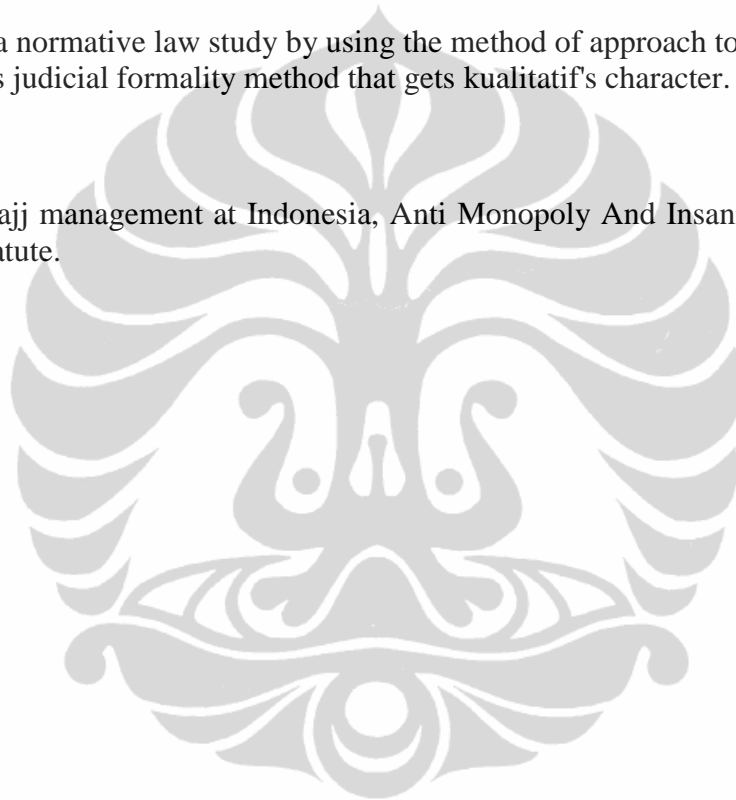 a normative law study by using the method of approach to
s judicial formality method that gets kualitatif's character.
ajj management at Indonesia, Anti Monopoly And Insan
atute.